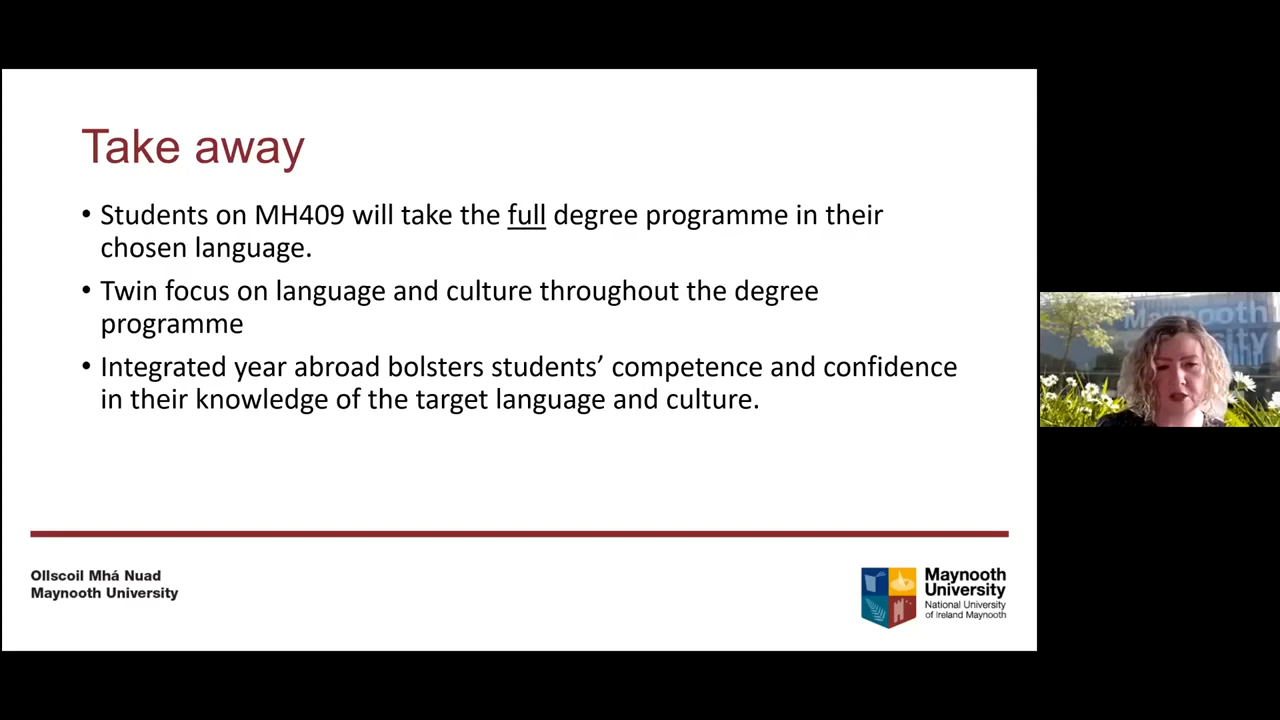 Take away
• Students on MH409 will take the full degree programme in their
chosen language.
• Twin focus on language and culture throughout the degree
programme
• Integrated year abroad bolsters students’ competence and confidence
in their knowledge of the target language and culture.
Ollscoil Mhá Nuad
Maynooth University
Maynooth
University
National University
of Ireland Maynooth
Maynooth